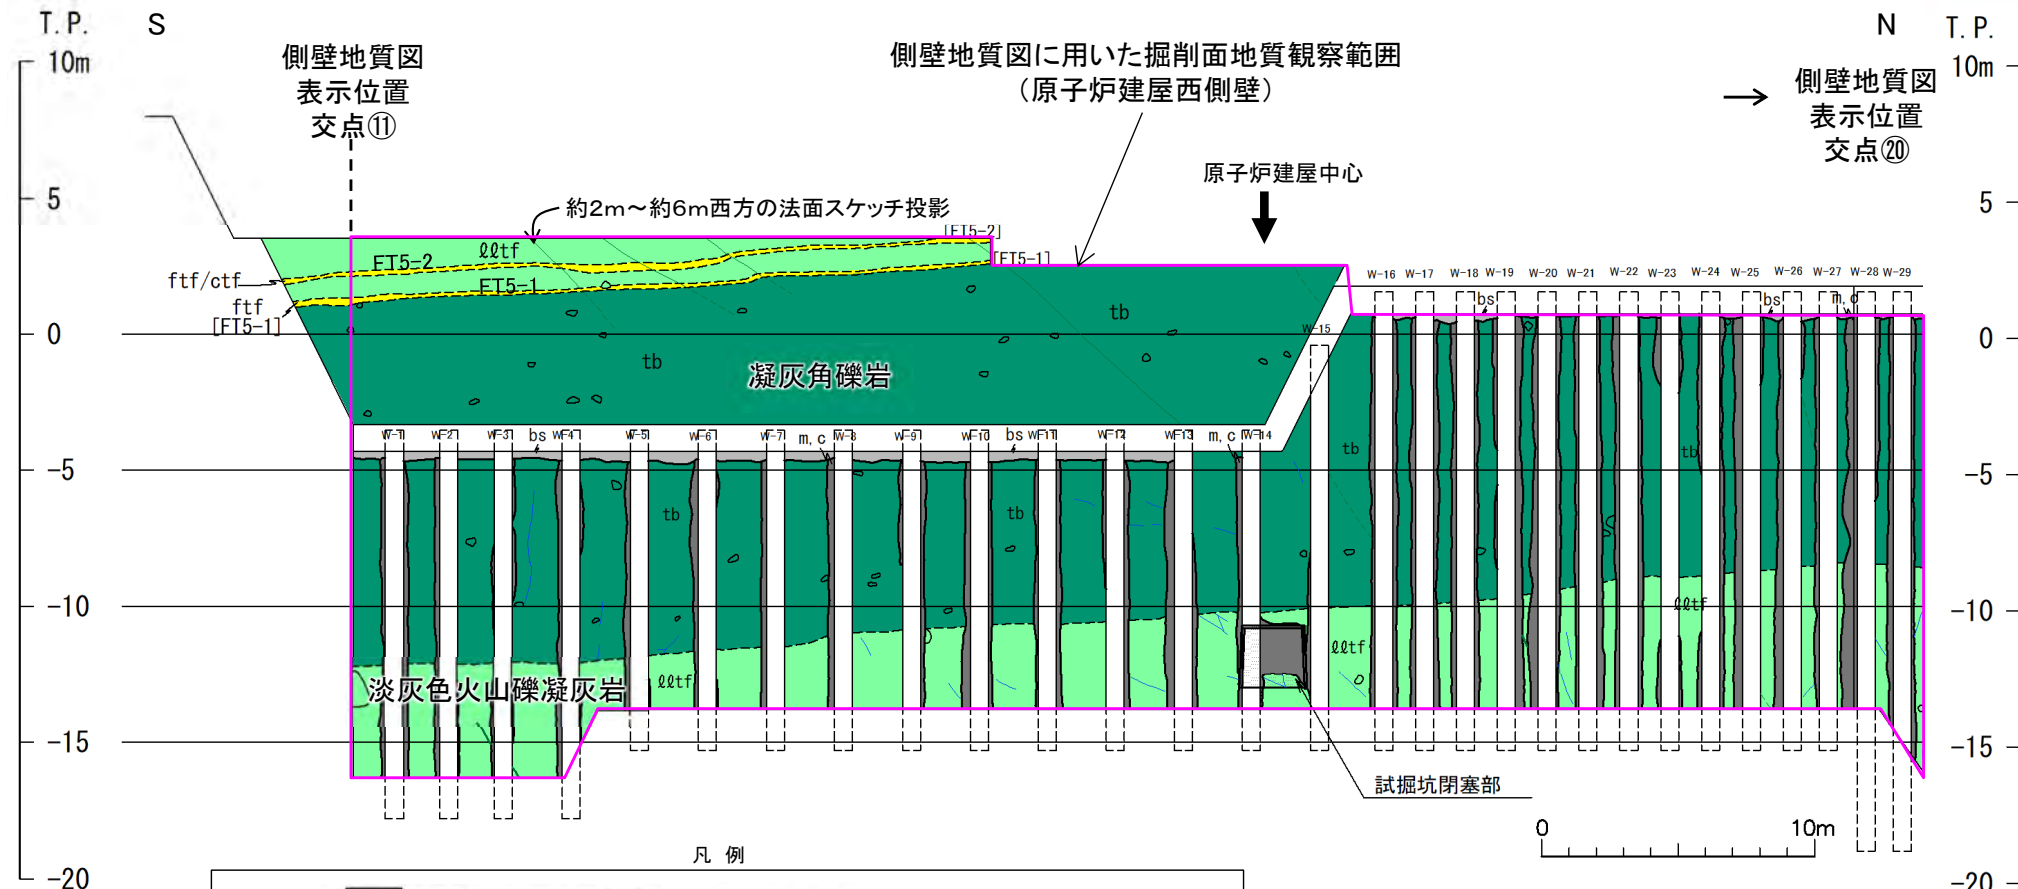 T.P.
S
N
T.P.
10m
5
0
-5
-10
-15
-20
10m
5
0
-5
-10
-15
-20
側壁地質図
表示位置
交点⑪
側壁地質図に用いた掘削面地質観察範囲
（原子炉建屋西側壁）
→ 側壁地質図
表示位置
交点⑳
原子炉建屋中心
約2m～約6m西方の法面スケッチ投影
[FT5-2]
[FT5-1]
ℓℓtf
FT5-2
FT5-1
ftf/ctf
ftf
[FT5-1]
tb
tb
凝灰角礫岩
W-16 W-17 W-18 W-19 W-20 W-21 W-22 W-23 W-24 W-25 W-26 W-27 W-28 W-29
bs
bs
m,c
W-15
W-1 W-2 W-3 bs W-4 W-5 W-6 W-7 m,c W-8 W-9 W-10 bs W-11 W-12 W-13 m,c W-14
tb
tb
tb
tb
ℓℓtf
ℓℓtf
ℓℓtf
淡灰色火山礫凝灰岩
試掘坑閉塞部
0
10m
凡 例